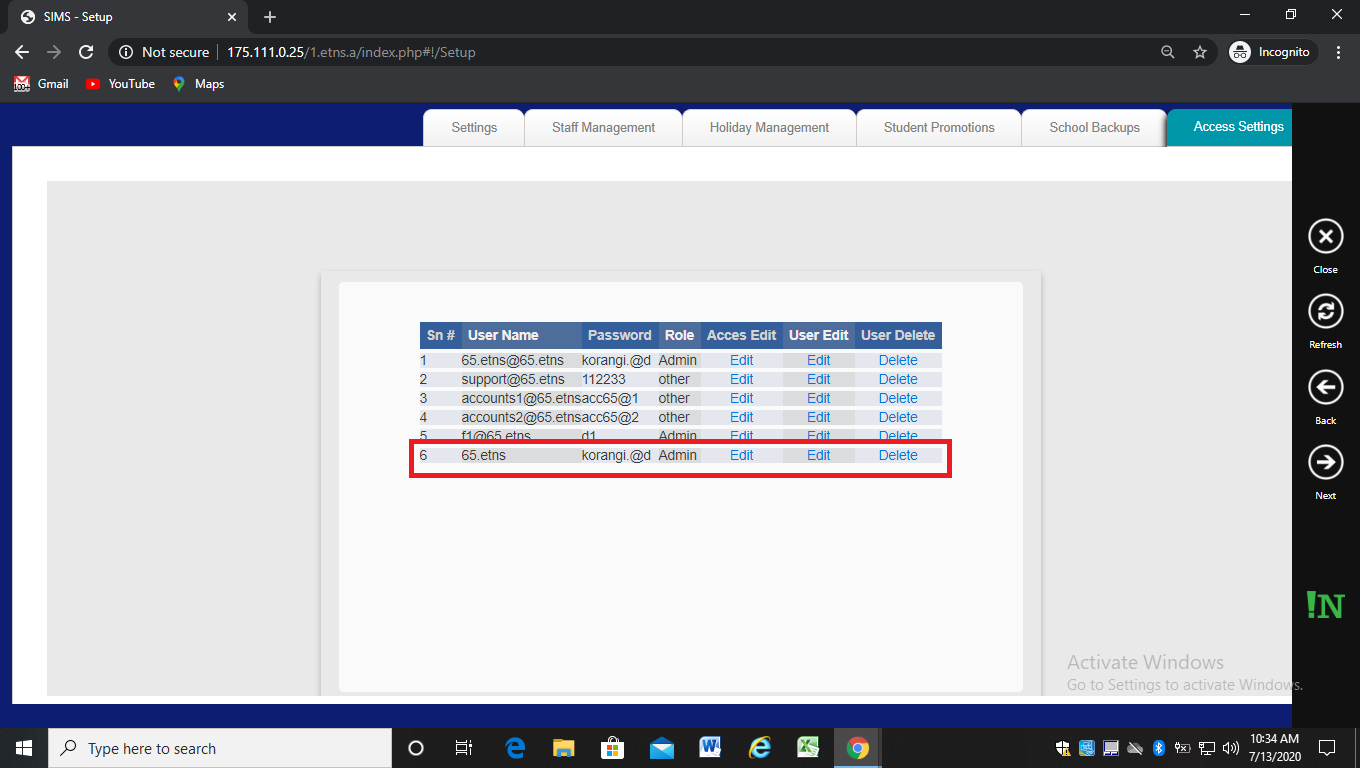 SIMS - Setup
Not secure 175.111.0.25/1.etns.a/index.php#!/Setup Incognito
100+ Gmail YouTube Maps
Settings Staff Management Holiday Management Student Promotions School Backups Access Settings
Sn # User Name Password Role Acces Edit User Edit User Delete
1 65.etns@65.etns korangi.@d Admin Edit Edit Delete
2 support@65.etns 112233 other Edit Edit Delete
3 accounts1@65.etnsacc65@1 other Edit Edit Delete
4 accounts2@65.etnsacc65@2 other Edit Edit Delete
5 f1@65.etns d1 Admin Edit Edit Delete
6 65.etns korangi.@d Admin Edit Edit Delete
Close
Refresh
Back
Next
!N
Activate Windows
Go to Settings to activate Windows.
Type here to search
10:34 AM
7/13/2020